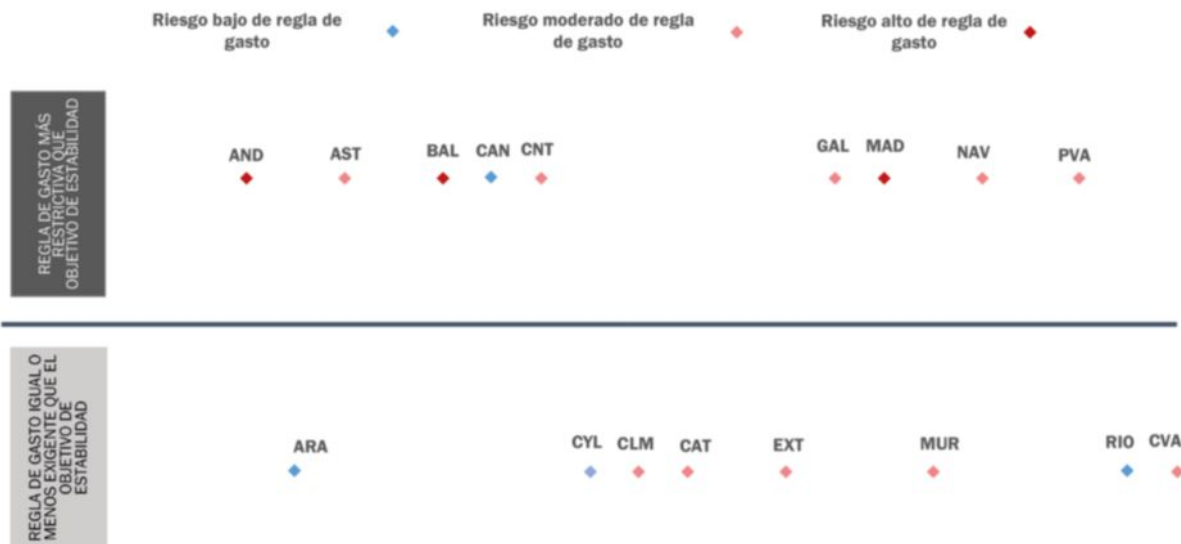 Riesgo bajo de regla de
gasto
Riesgo moderado de regla
de gasto
Riesgo alto de regla de
gasto
REGLA DE GASTO MÁS
RESTRICTIVA QUE
OBJETIVO DE ESTABILIDAD
AND
AST
BAL
CAN
CNT
GAL
MAD
NAV
PVA
REGLA DE GASTO IGUAL O
MENOS EXIGENTE QUE EL
OBJETIVO DE
ESTABILIDAD
ARA
CYL
CLM
CAT
EXT
MUR
RIO
CVA